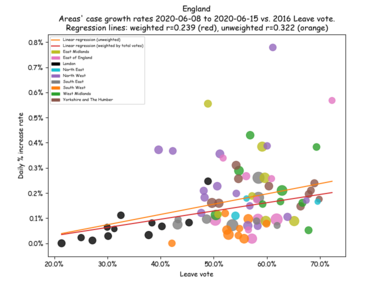 England
Areas' case growth rates 2020-06-08 to 2020-06-15 vs. 2016 Leave vote.
Regression lines: weighted r=0.239 (red), unweighted r=0.322 (orange)
Linear regression (unweighted)
Linear regression (weighted by total votes)
East Midlands
East of England
London
North East
North West
South East
South West
West Midlands
Yorkshire and The Humber
Daily % increase rate
0.8%
0.7%
0.6%
0.5%
0.4%
0.3%
0.2%
0.1%
0.0%
20.0%
30.0%
40.0%
50.0%
60.0%
70.0%
Leave vote